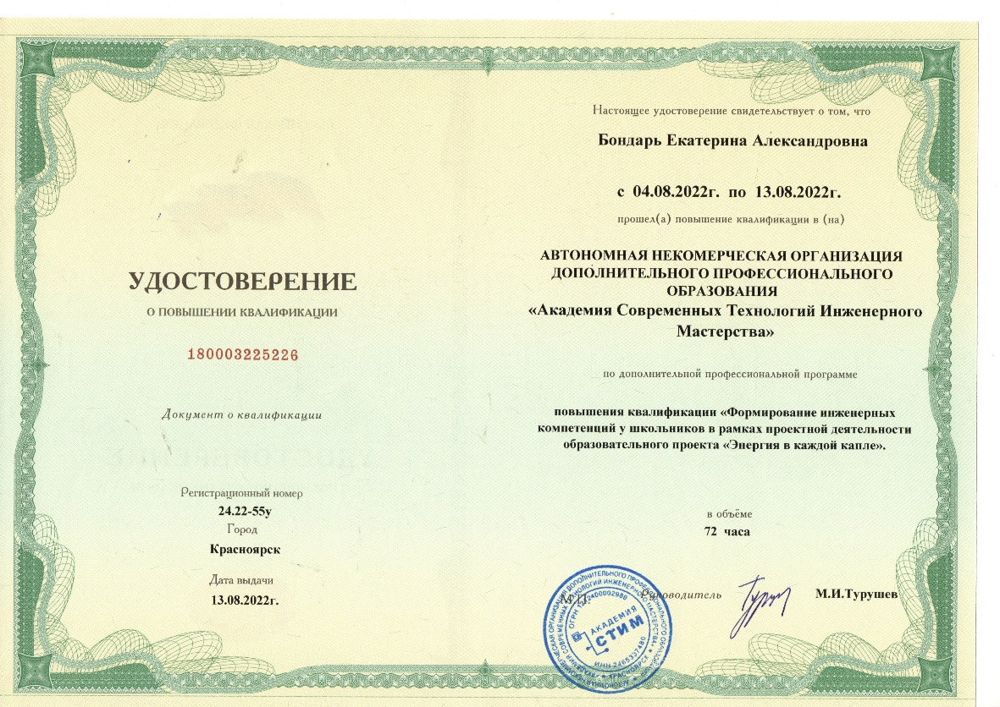 УДОСТОВЕРЕНИЕ
О ПОВЫШЕНИИ КВАЛИФИКАЦИИ
180003225226
Документ о квалификации
Регистрационный номер
24.22-55у
Город
Красноярск
Дата выдачи
13.08.2022г.
Настоящее удостоверение свидетельствует о том, что
Бондарь Екатерина Александровна
с 04.08.2022г. по 13.08.2022г.
прошел(а) повышение квалификации в (на)
АВТОНОМНАЯ НЕКОМЕРЧЕСКАЯ ОРГАНИЗАЦИЯ
ДОПОЛНИТЕЛЬНОГО ПРОФЕССИОНАЛЬНОГО
ОБРАЗОВАНИЯ
«Академия Современных Технологий Инженерного
Мастерства»
по дополнительной профессиональной программе
повышения квалификации «Формирование инженерных
компетенций у школьников в рамках проектной деятельности
образовательного проекта «Энергия в каждой капле».
в объёме
72 часа
М.П.
Руководитель
М.И.Турушев
АКАДЕМИЯ
СТИМ
ИНН 2465337480